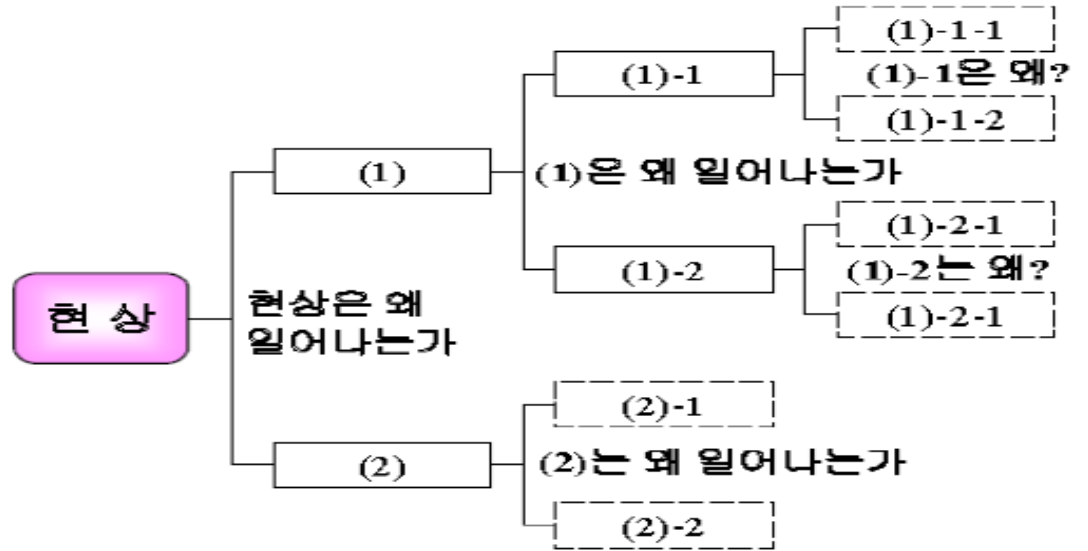 (1)-1-1
(1)-1
(1)-1은 왜?
(1)-1-2
(1)
(1)은 왜 일어나는가
(1)-2-1
(1)-2
(1)-2는 왜?
(1)-2-1
현 상
현상은 왜
일어나는가
(2)-1
(2)
(2)는 왜 일어나는가
(2)-2